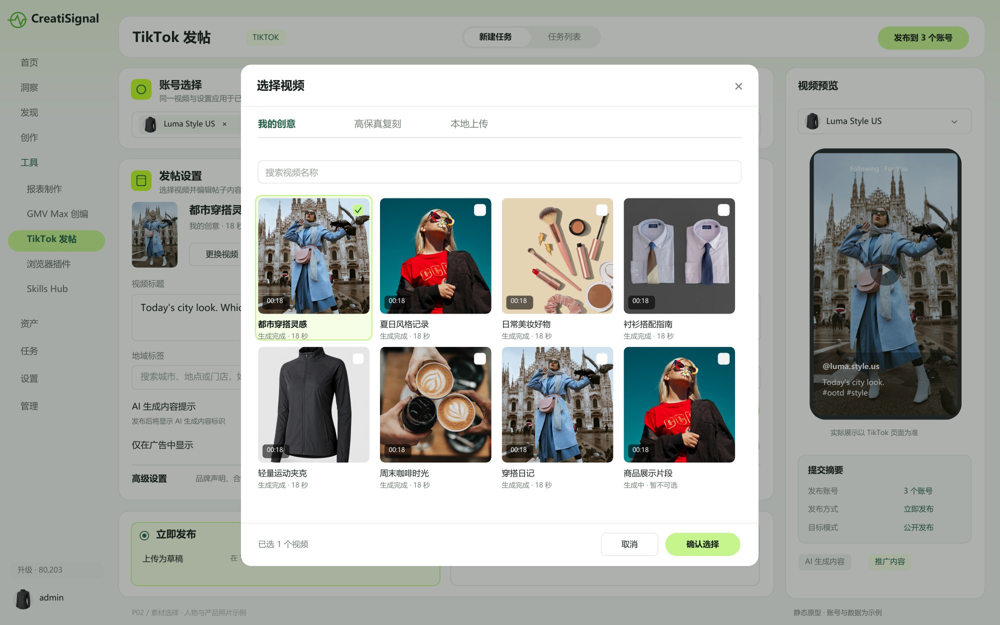 CreatiSignal
首页
洞察
发现
创作
工具
报表制作
GMV Max 创编
TikTok 发帖
浏览器插件
Skills Hub
资产
任务
设置
管理
升级 · 80,203
admin
TikTok 发帖
TIKTOK
新建任务
任务列表
发布到 3 个账号
账号选择
同一视频与设置应用于已
Luma Style US ×
发帖设置
选择视频并编辑帖子内容
都市穿搭灵
我的创意 · 18 秒
更换视频
视频标题
Today's city look. Whic
地域标签
搜索城市、地点或门店，如
AI 生成内容提示
发布后将显示 AI 生成内容标识
仅在广告中显示
高级设置
品牌声明、合
立即发布
上传为草稿
在 T
P02 / 素材选择 · 人物与产品照片示例
选择视频
×
我的创意
高保真复刻
本地上传
搜索视频名称
00:18
00:18
00:18
00:18
都市穿搭灵感
夏日风格记录
日常美妆好物
衬衫搭配指南
生成完成 · 18 秒
生成完成 · 18 秒
生成完成 · 18 秒
生成完成 · 18 秒
00:18
00:18
00:18
00:18
轻量运动夹克
周末咖啡时光
穿搭日记
商品展示片段
生成完成 · 18 秒
生成完成 · 18 秒
生成完成 · 18 秒
生成中 · 暂不可选
已选 1 个视频
取消
确认选择
视频预览
Luma Style US
Following For You
@luma.style.us
Today's city look.
#ootd #style
实际展示以 TikTok 页面为准
提交摘要
发布账号
3 个账号
发布方式
立即发布
目标模式
公开发布
AI 生成内容
推广内容
静态原型 · 账号与数据为示例